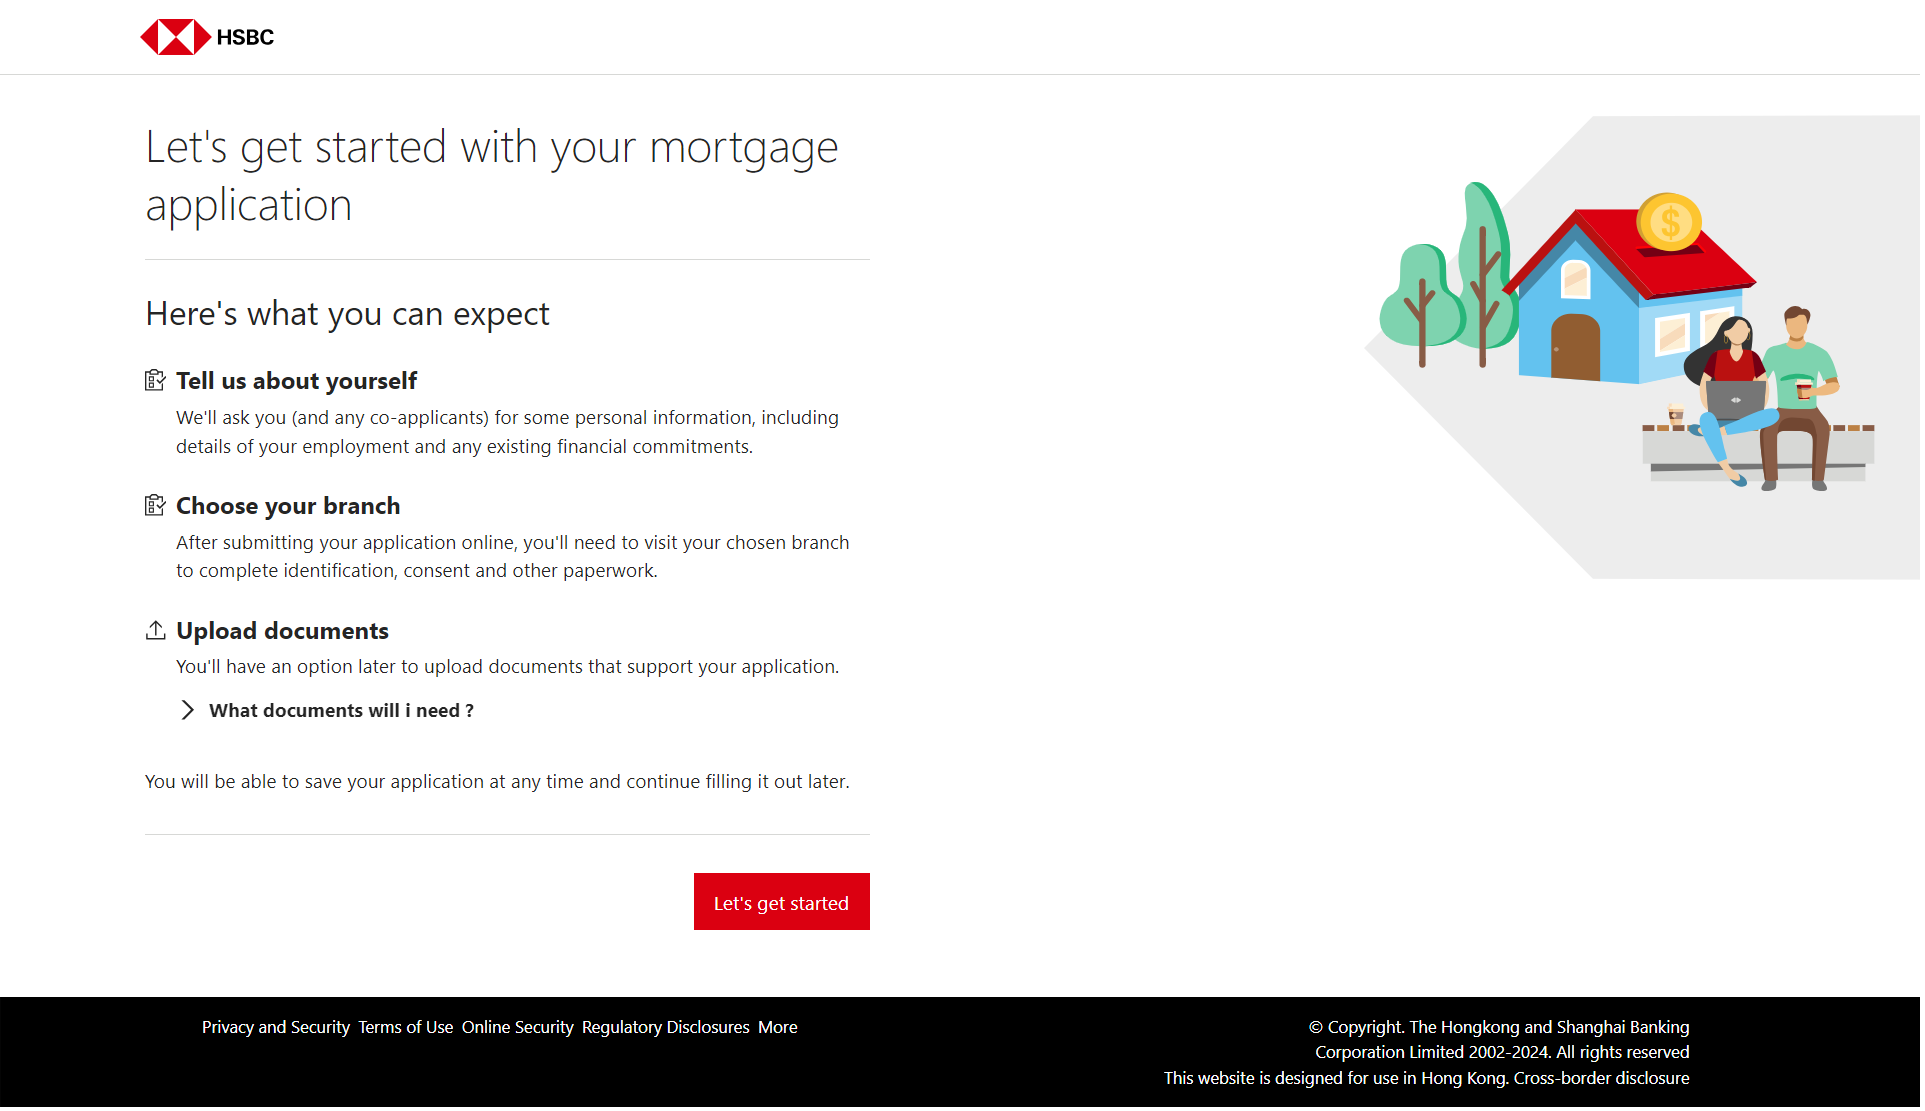 HSBC
Let's get started with your mortgage
application
Here's what you can expect
Tell us about yourself
We'll ask you (and any co-applicants) for some personal information, including
details of your employment and any existing financial commitments.
Choose your branch
After submitting your application online, you'll need to visit your chosen branch
to complete identification, consent and other paperwork.
Upload documents
You'll have an option later to upload documents that support your application.
What documents will i need ?
You will be able to save your application at any time and continue filling it out later.
Let's get started
$
Privacy and Security Terms of Use Online Security Regulatory Disclosures More
© Copyright. The Hongkong and Shanghai Banking
Corporation Limited 2002-2024. All rights reserved
This website is designed for use in Hong Kong. Cross-border disclosure